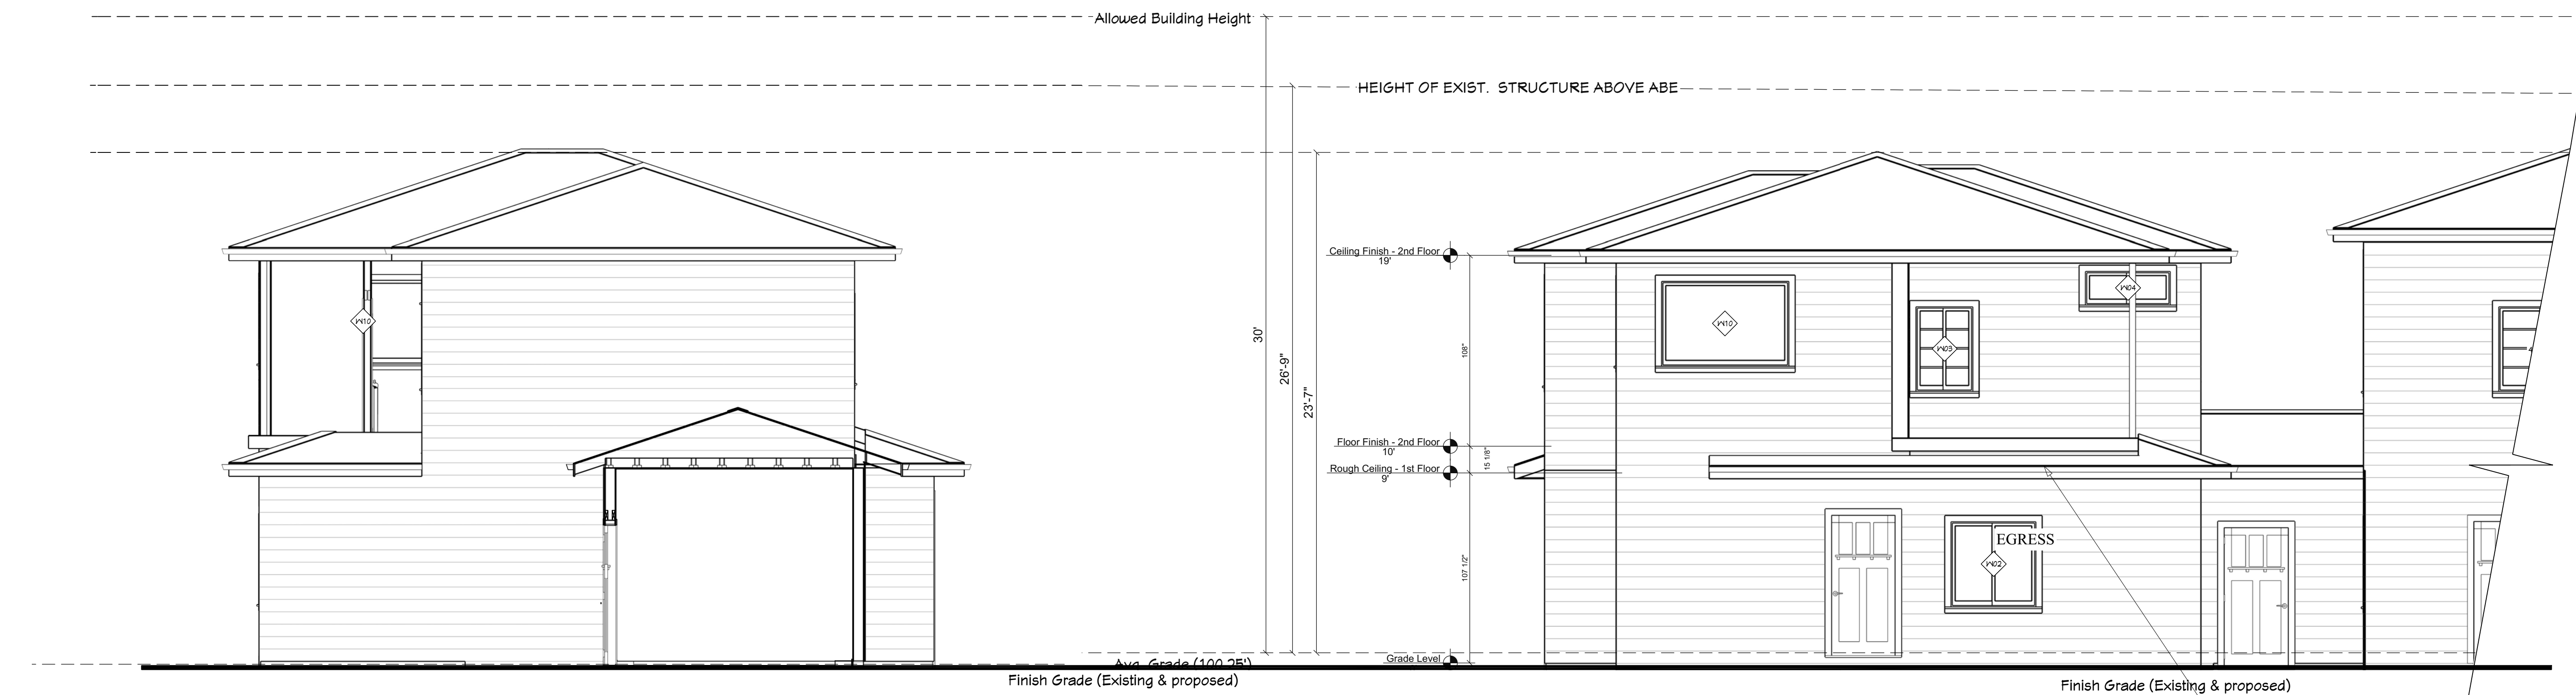 Allowed Building Height
HEIGHT OF EXIST. STRUCTURE ABOVE ABE
30'
26'-9"
23'-7"
Ceiling Finish - 2nd Floor
19'
108"
Floor Finish - 2nd Floor
10'
15 1/8"
Rough Ceiling - 1st Floor
9'
107 1/2"
Grade Level
Avg. Grade (100.25')
Finish Grade (Existing & proposed)
W10
W10
W03
W04
EGRESS
W02
4
Finish Grade (Existing & proposed)